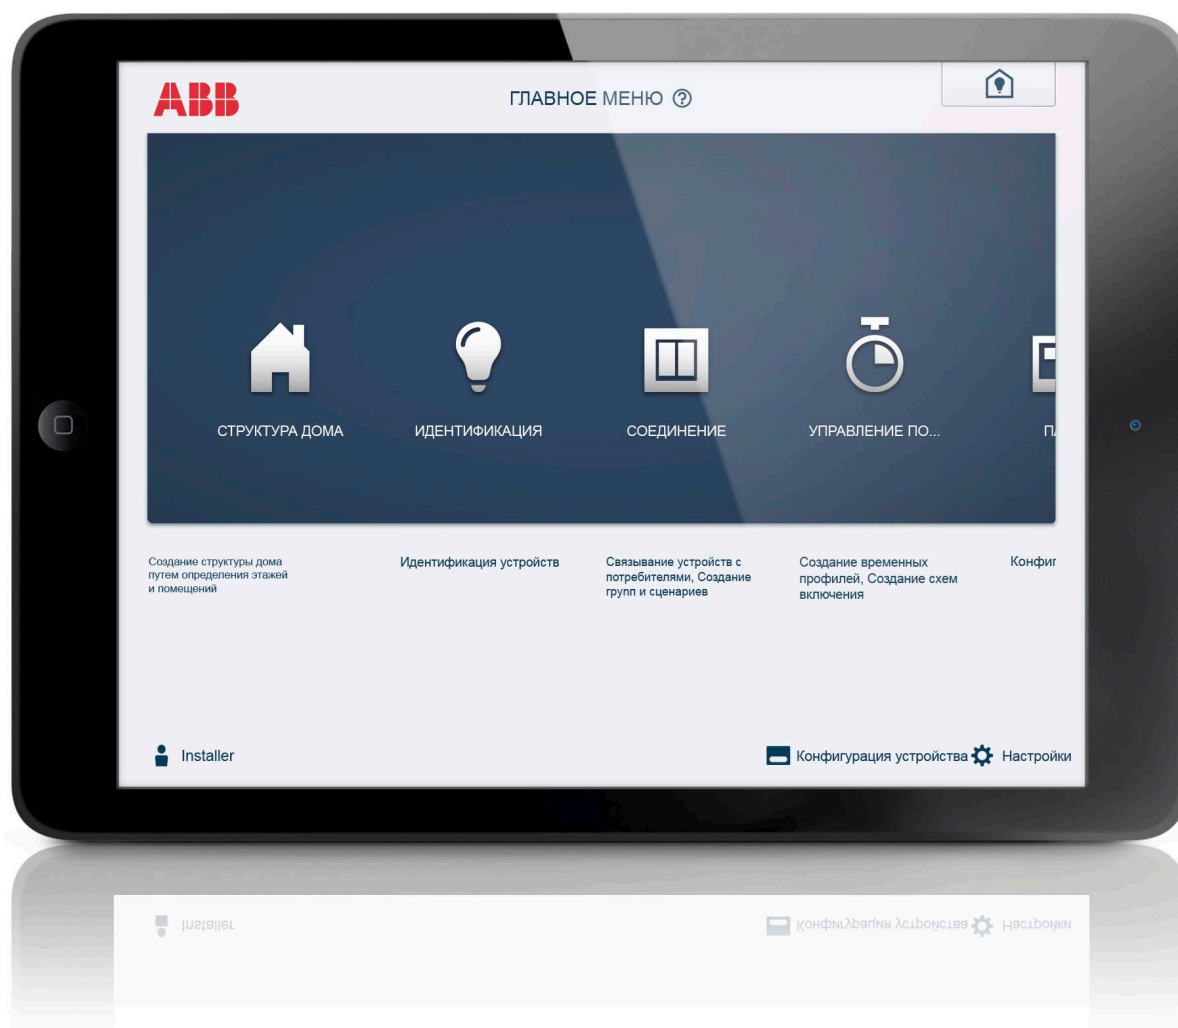 ABB
ГЛАВНОЕ МЕНЮ ?
СТРУКТУРА ДОМА
ИДЕНТИФИКАЦИЯ
СОЕДИНЕНИЕ
УПРАВЛЕНИЕ ПО...
Создание структуры дома
путем определения этажей
и помещений
Идентификация устройств
Связывание устройств с
потребителями, Создание
групп и сценариев
Создание временных
профилей, Создание схем
включения
Конфиг
Installer
Конфигурация устройства
Настройки